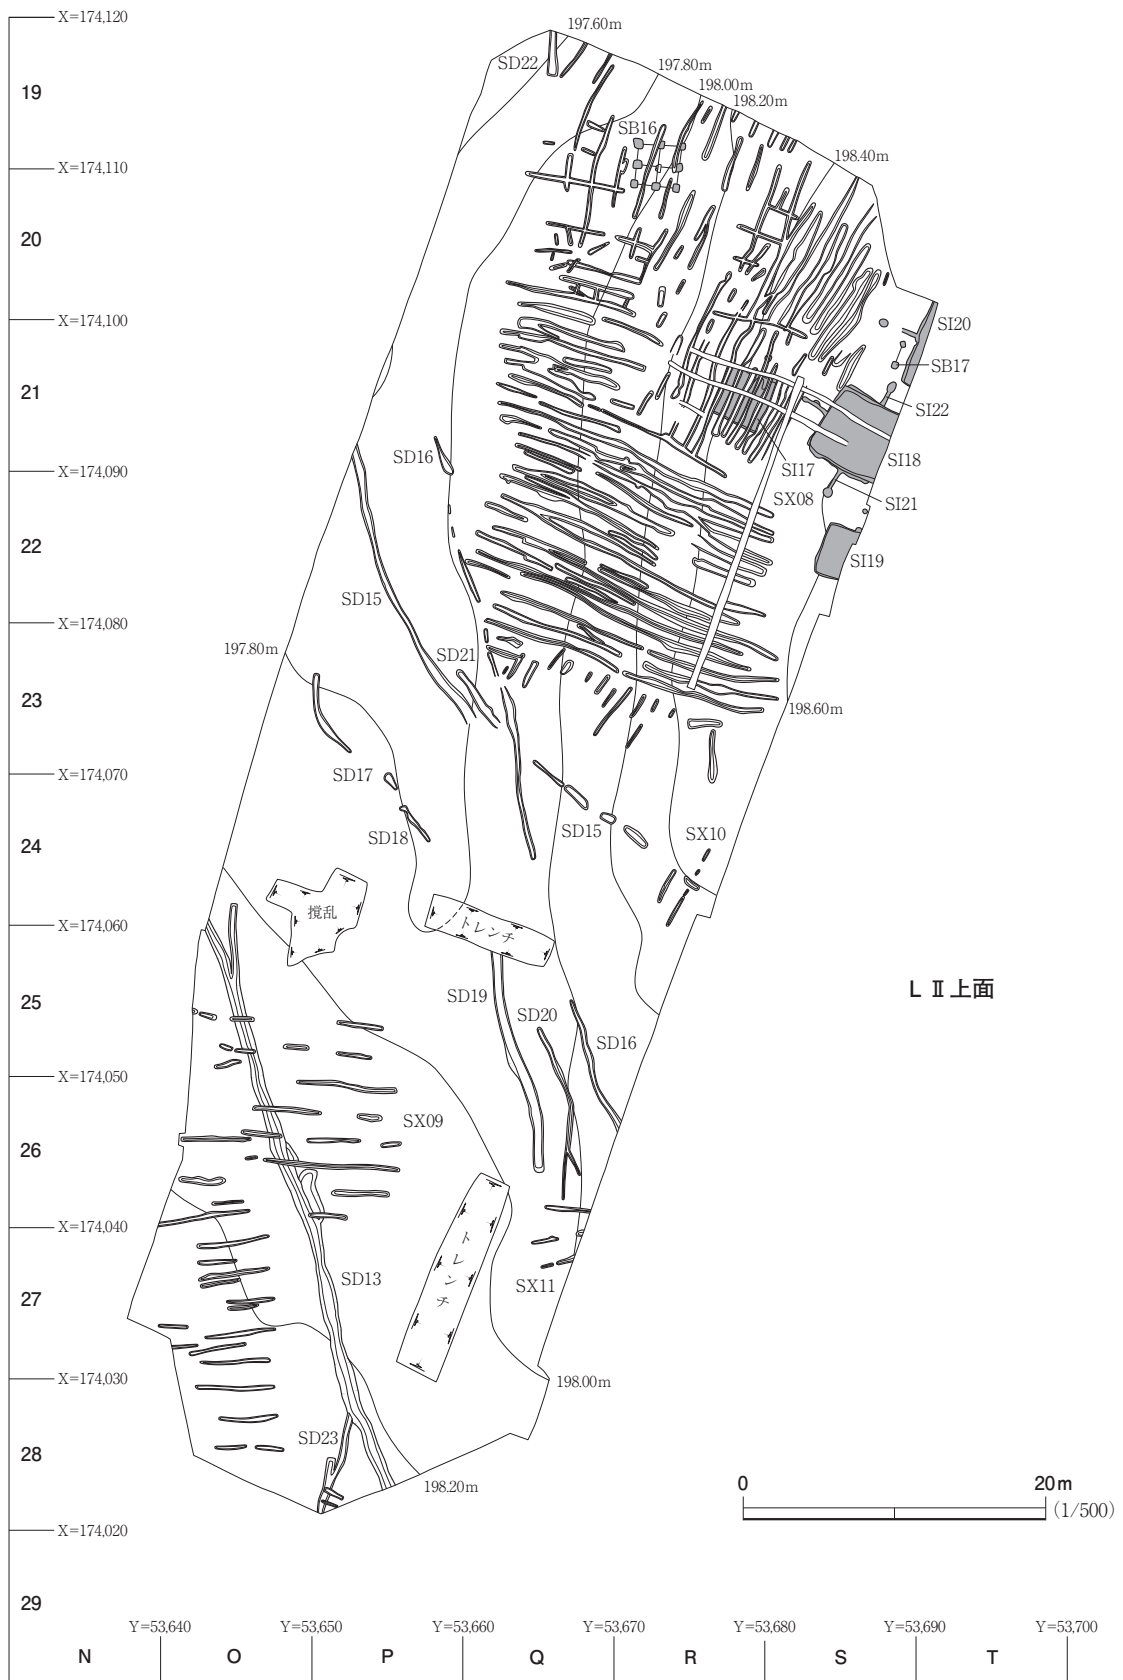 X=174,120
197.60m
SD22
197.80m
198.00m
198.20m
19
SB16
198.40m
X=174,110
20
X=174,100
SI20
SB17
21
SI22
SD16
SI18
X=174,090
SI17
SX08
SI21
22
SI19
SD15
X=174,080
197.80m
SD21
23
198.60m
X=174,070
SD17
SD15
SD18
SX10
24
撹乱
トレンチ
X=174,060
L Ⅱ上面
25
SD19
SD20
SD16
X=174,050
SX09
26
X=174,040
トレンチ
SD13
SX11
27
X=174,030
198.00m
SD23
28
198.20m
0 20m
(1/500)
X=174,020
29
Y=53,640 Y=53,650 Y=53,660 Y=53,670 Y=53,680 Y=53,690 Y=53,700
N O P Q R S T